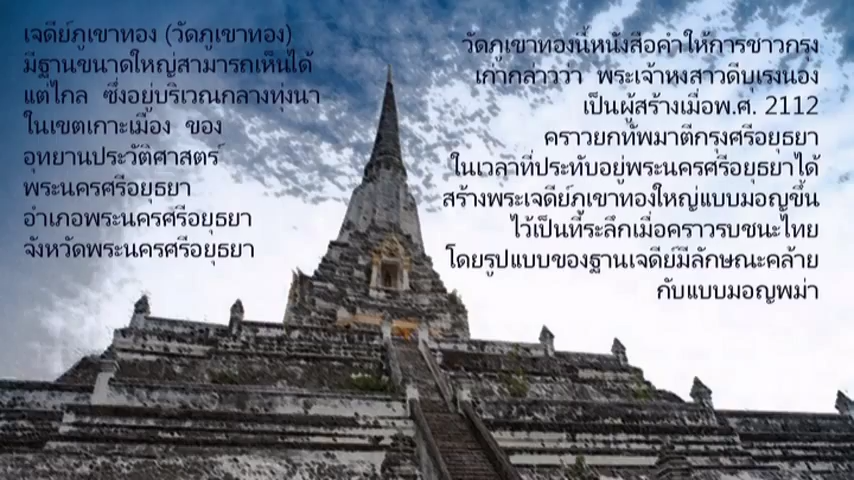 เจดีย์ภูเขาทอง (วัดภูเขาทอง)
มีฐานขนาดใหญ่สามารถเห็นได้
แต่ไกล ซึ่งอยู่บริเวณกลางทุ่งนา
ในเขตเกาะเมือง ของ
อุทยานประวัติศาสตร์
พระนครศรีอยุธยา
อำเภอพระนครศรีอยุธยา
จังหวัดพระนครศรีอยุธยา
วัดภูเขาทองนี้หนังสือคำให้การชาวกรุง
เก่ากล่าวว่า พระเจ้าหงสาวดีบุเรงนอง
เป็นผู้สร้างเมื่อพ.ศ. 2112
คราวยกทัพมาตีกรุงศรีอยุธยา
ในเวลาที่ประทับอยู่พระนครศรีอยุธยาได้
สร้างพระเจดีย์ภูเขาทองใหญ่แบบมอญขึ้น
ไว้เป็นที่ระลึกเมื่อคราวรบชนะไทย
โดยรูปแบบของฐานเจดีย์มีลักษณะคล้าย
กับแบบมอญพม่า